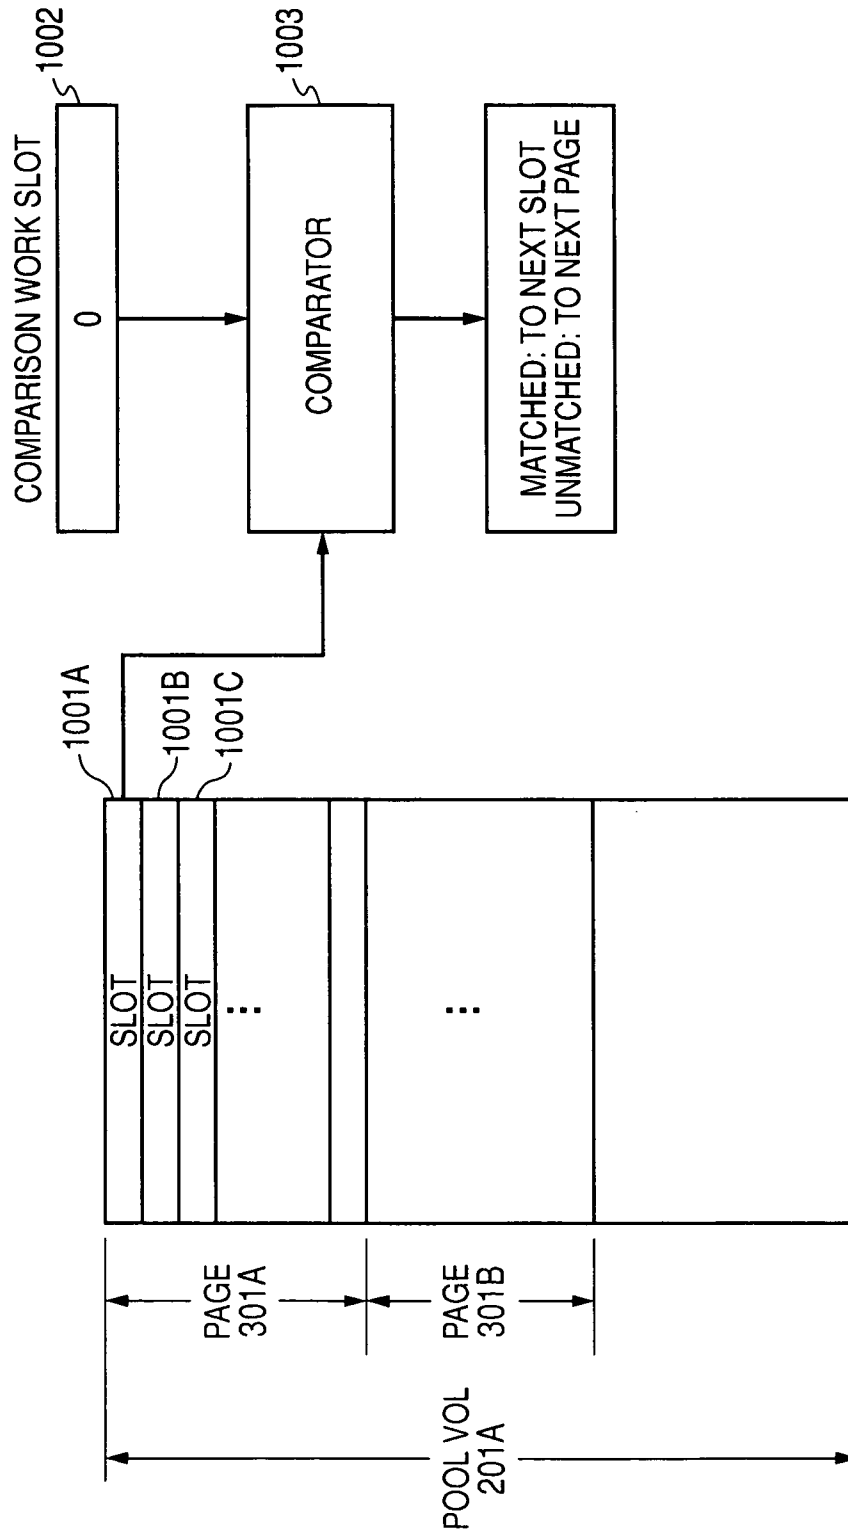 POOL VOL
201A
PAGE
301A
PAGE
301B
SLOT
SLOT
SLOT
...
...
1001A
1001B
1001C
COMPARISON WORK SLOT
0
1002
COMPARATOR
1003
MATCHED: TO NEXT SLOT
UNMATCHED: TO NEXT PAGE